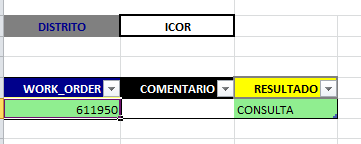 DISTRITO ICOR
WORK_ORDER COMENTARIO RESULTADO
611950 CONSULTA